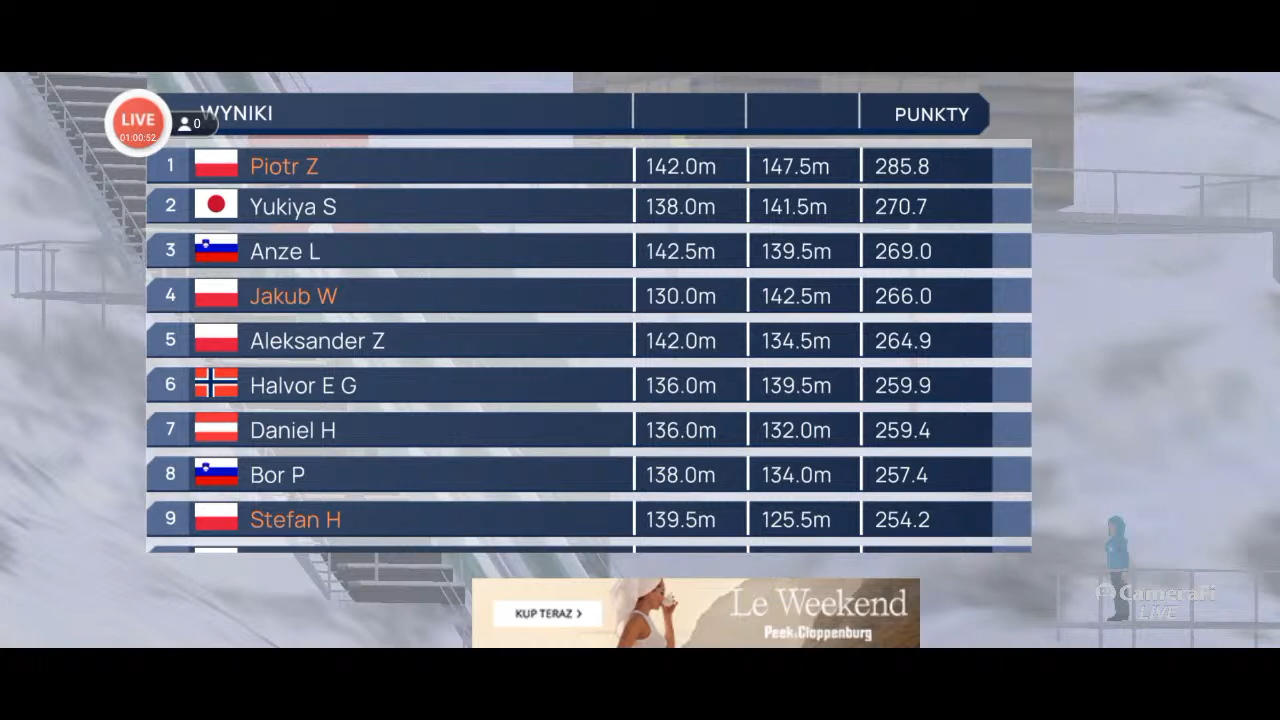 WYNIKI PUNKTY
LIVE
01:00:52
0
1 Piotr Z 142.0m 147.5m 285.8
2 Yukiya S 138.0m 141.5m 270.7
3 Anze L 142.5m 139.5m 269.0
4 Jakub W 130.0m 142.5m 266.0
5 Aleksander Z 142.0m 134.5m 264.9
6 Halvor E G 136.0m 139.5m 259.9
7 Daniel H 136.0m 132.0m 259.4
8 Bor P 138.0m 134.0m 257.4
9 Stefan H 139.5m 125.5m 254.2
KUP TERAZ >
Le Weekend
Peek & Cloppenburg
CameraFi
LIVE